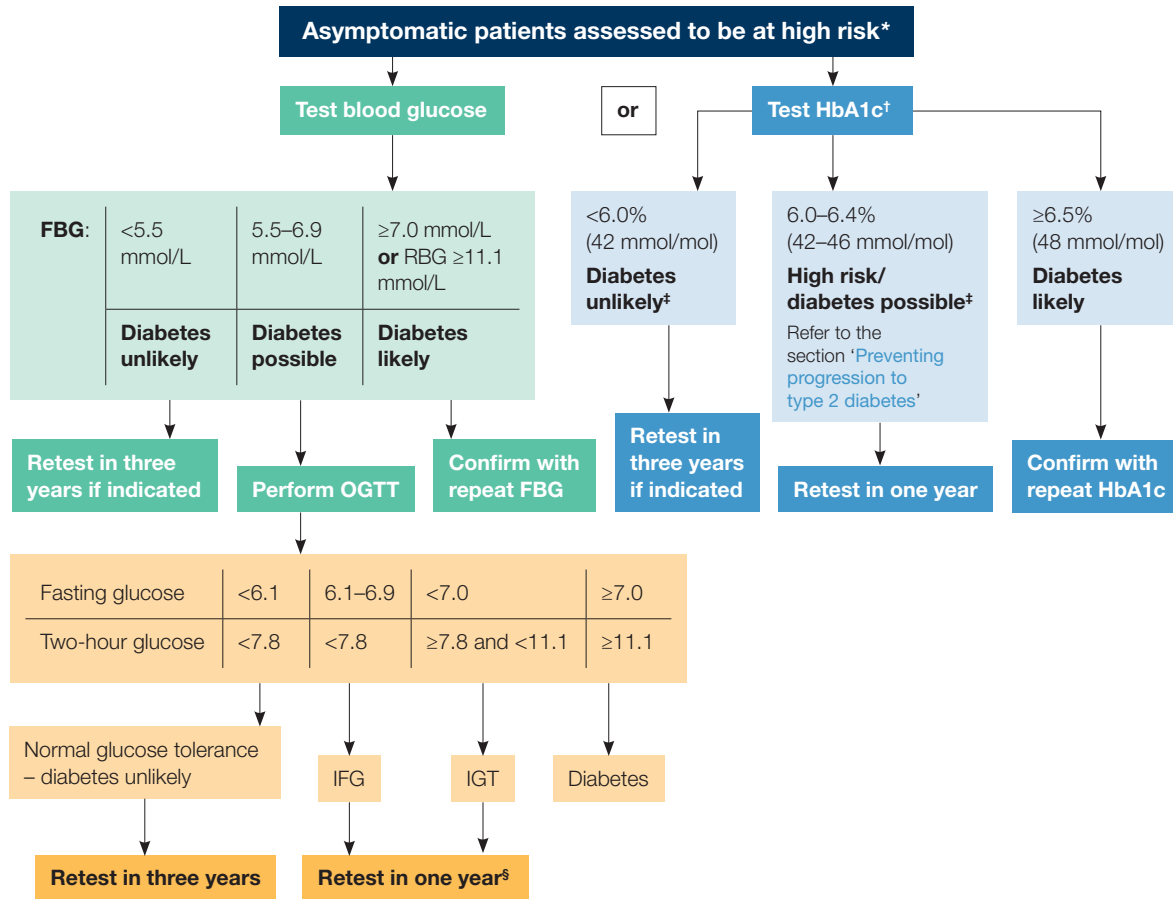 Asymptomatic patients assessed to be at high risk*
Test blood glucose
or
Test HbA1c†
FBG:
<5.5
mmol/L
5.5–6.9
mmol/L
≥7.0 mmol/L
or RBG ≥11.1
mmol/L
Diabetes
unlikely
Diabetes
possible
Diabetes
likely
<6.0%
(42 mmol/mol)
Diabetes
unlikely‡
6.0–6.4%
(42–46 mmol/mol)
High risk/
diabetes possible‡
Refer to the
section ‘Preventing
progression to
type 2 diabetes’
≥6.5%
(48 mmol/mol)
Diabetes
likely
Retest in three
years if indicated
Perform OGTT
Confirm with
repeat FBG
Retest in
three years
if indicated
Retest in one year
Confirm with
repeat HbA1c
Fasting glucose <6.1 6.1–6.9 <7.0 ≥7.0
Two-hour glucose <7.8 <7.8 ≥7.8 and <11.1 ≥11.1
Normal glucose tolerance
– diabetes unlikely
IFG
IGT
Diabetes
Retest in three years
Retest in one year§